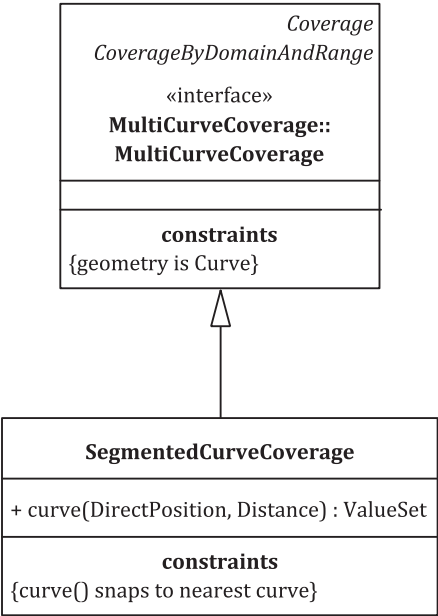 Coverage
CoverageByDomainAndRange
«interface»
MultiCurveCoverage::
MultiCurveCoverage
constraints
{geometry is Curve}
SegmentedCurveCoverage
+ curve(DirectPosition, Distance) : ValueSet
constraints
{curve() snaps to nearest curve}